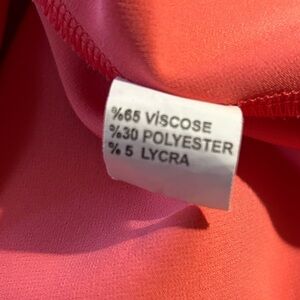 %65 VİSCOSE
%30 POLYESTER
% 5 LYCRA